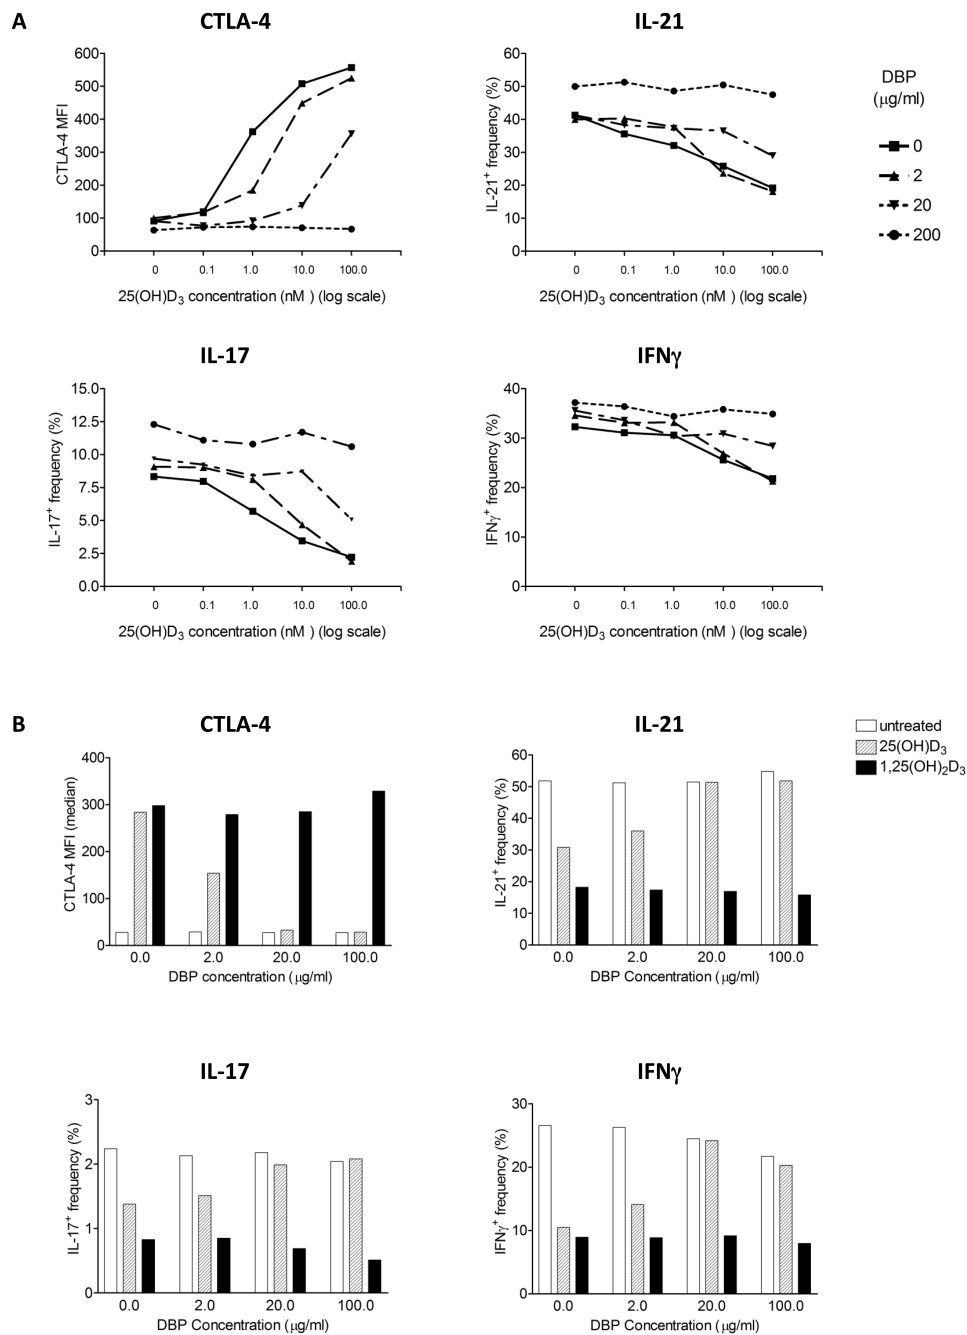 A
CTLA-4
CTLA-4 MFI
600
500
400
300
200
100
0
0 0.1 1.0 10.0 100.0
25(OH)D3 concentration (nM ) (log scale)
IL-21
IL-21+ frequency (%)
60
50
40
30
20
10
0
0 0.1 1.0 10.0 100.0
25(OH)D3 concentration (nM ) (log scale)
DBP
(μg/ml)
0
2
20
200
IL-17
IL-17+ frequency (%)
15.0
12.5
10.0
7.5
5.0
2.5
0.0
0 0.1 1.0 10.0 100.0
25(OH)D3 concentration (nM ) (log scale)
IFNγ
IFNγ+ frequency (%)
40
30
20
10
0
0 0.1 1.0 10.0 100.0
25(OH)D3 concentration (nM ) (log scale)
B
CTLA-4
CTLA-4 MFI (median)
400
300
200
100
0
0.0 2.0 20.0 100.0
DBP concentration (μg/ml)
IL-21
IL-21+ frequency (%)
60
50
40
30
20
10
0
0.0 2.0 20.0 100.0
DBP Concentration (μg/ml)
untreated
25(OH)D3
1,25(OH)2D3
IL-17
IL-17+ frequency (%)
3
2
1
0
0.0 2.0 20.0 100.0
DBP Concentration (μg/ml)
IFNγ
IFNγ+ frequency (%)
30
20
10
0
0.0 2.0 20.0 100.0
DBP Concentration (μg/ml)